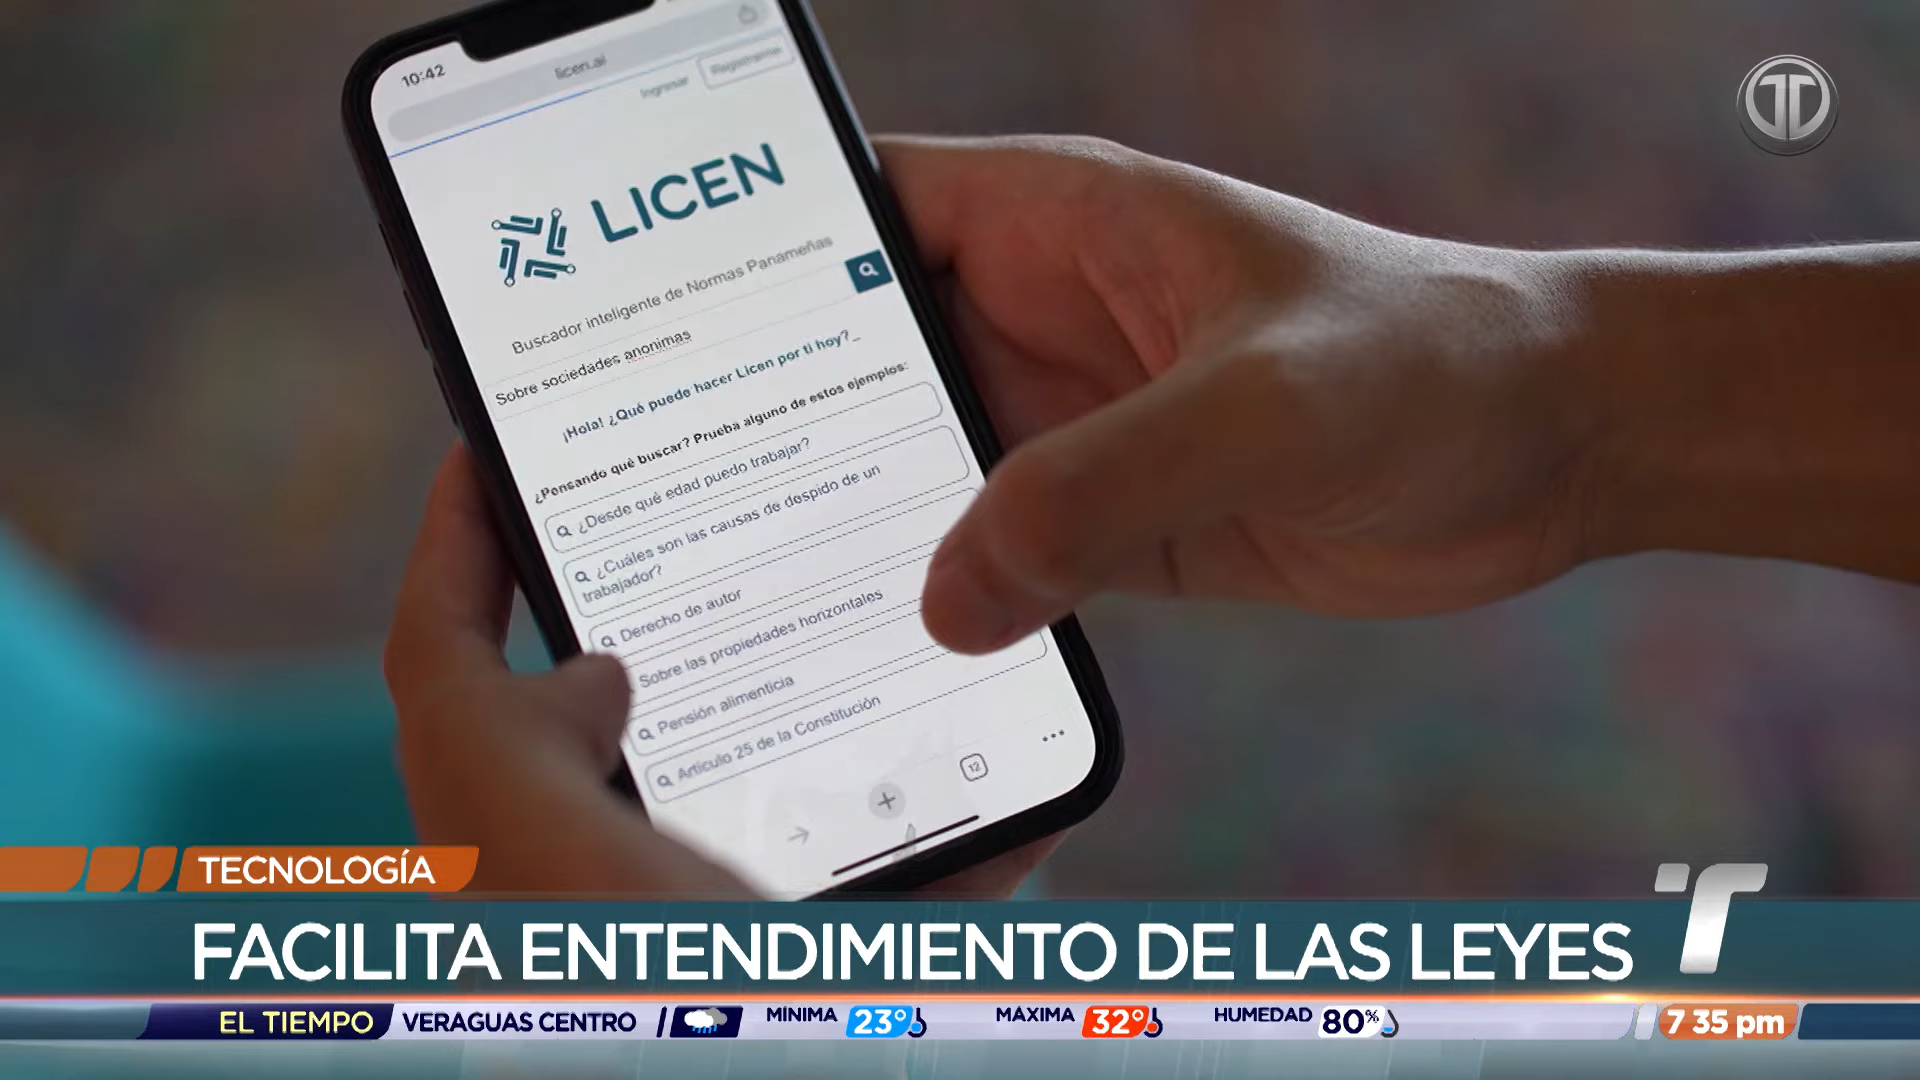 10:42
licen.ai
Ingresar
Registrarme
LICEN
Buscador inteligente de Normas Panameñas
Sobre sociedades anonimas
¡Hola! ¿Qué puede hacer Licen por ti hoy?_
¿Pensando qué buscar? Prueba alguno de estos ejemplos:
¿Desde qué edad puedo trabajar?
¿Cuáles son las causas de despido de un
trabajador?
Derecho de autor
Sobre las propiedades horizontales
Pensión alimenticia
Artículo 25 de la Constitución
12
TECNOLOGÍA
FACILITA ENTENDIMIENTO DE LAS LEYES
EL TIEMPO VERAGUAS CENTRO MÍNIMA 23° MÁXIMA 32° HUMEDAD 80% 7 35 pm